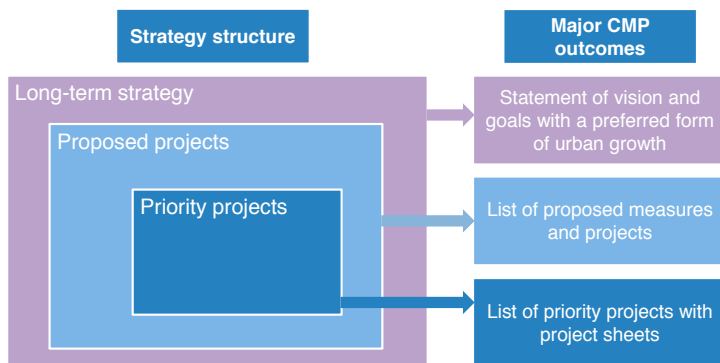 Strategy structure
Major CMP
outcomes
Long-term strategy
Proposed projects
Priority projects
Statement of vision and
goals with a preferred form
of urban growth
List of proposed measures
and projects
List of priority projects with
project sheets